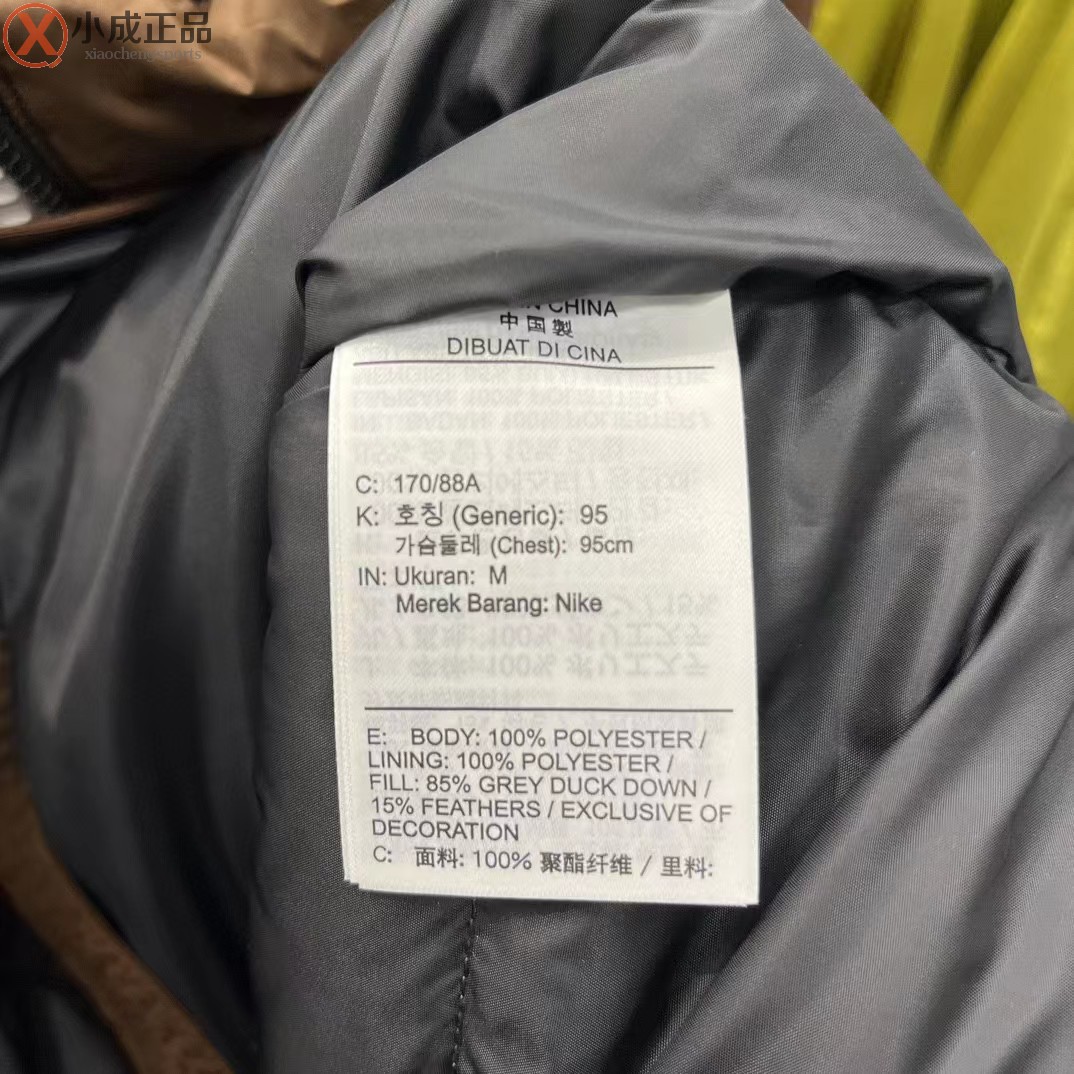 小成正品
xiaochengsports
IN CHINA
中国製
DIBUAT DI CINA
C: 170/88A
K: 호칭 (Generic): 95
가슴둘레 (Chest): 95cm
IN: Ukuran: M
Merek Barang: Nike
E: BODY: 100% POLYESTER /
LINING: 100% POLYESTER /
FILL: 85% GREY DUCK DOWN /
15% FEATHERS / EXCLUSIVE OF
DECORATION
C: 面料: 100% 聚酯纤维 / 里料: